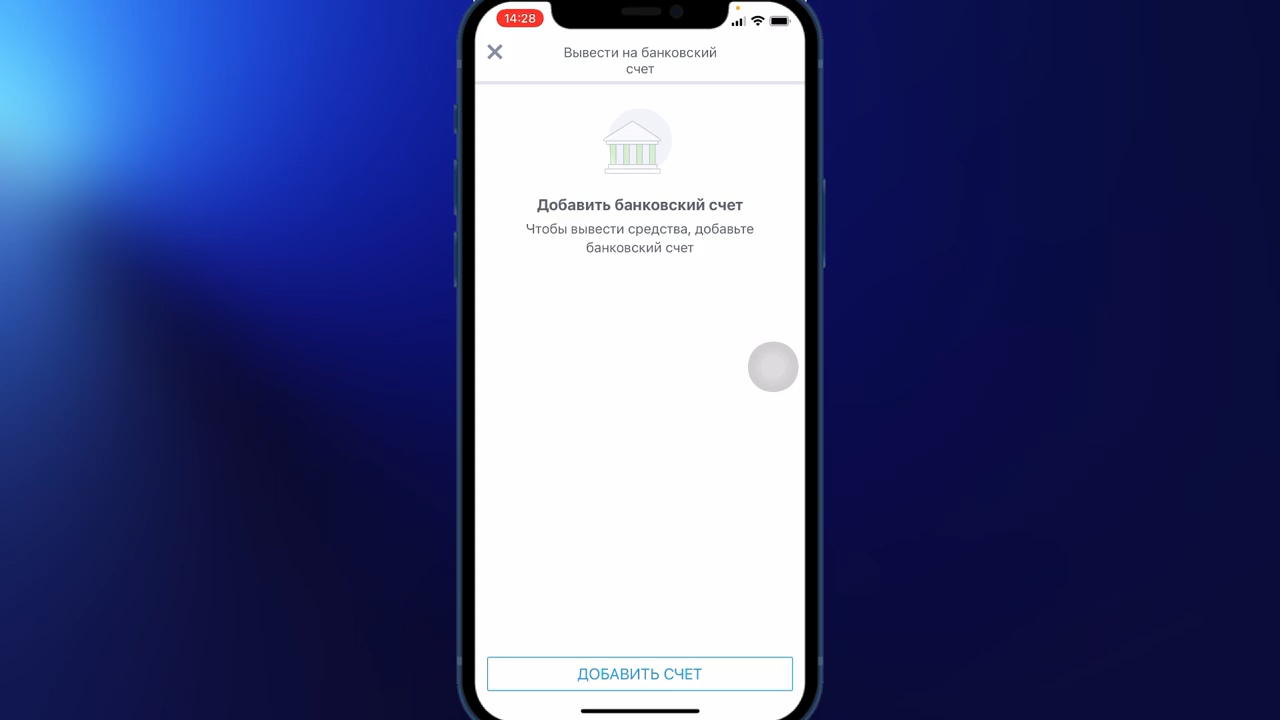 14:28
Вывести на банковский
счет
Добавить банковский счет
Чтобы вывести средства, добавьте
банковский счет
ДОБАВИТЬ СЧЕТ